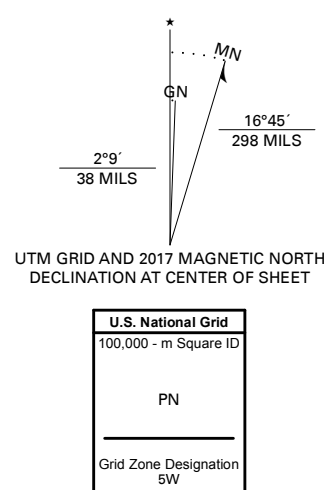 ★
MN
GN
16°45´
298 MILS
2°9´
38 MILS
UTM GRID AND 2017 MAGNETIC NORTH
DECLINATION AT CENTER OF SHEET
U.S. National Grid
100,000 - m Square ID
PN
Grid Zone Designation
5W